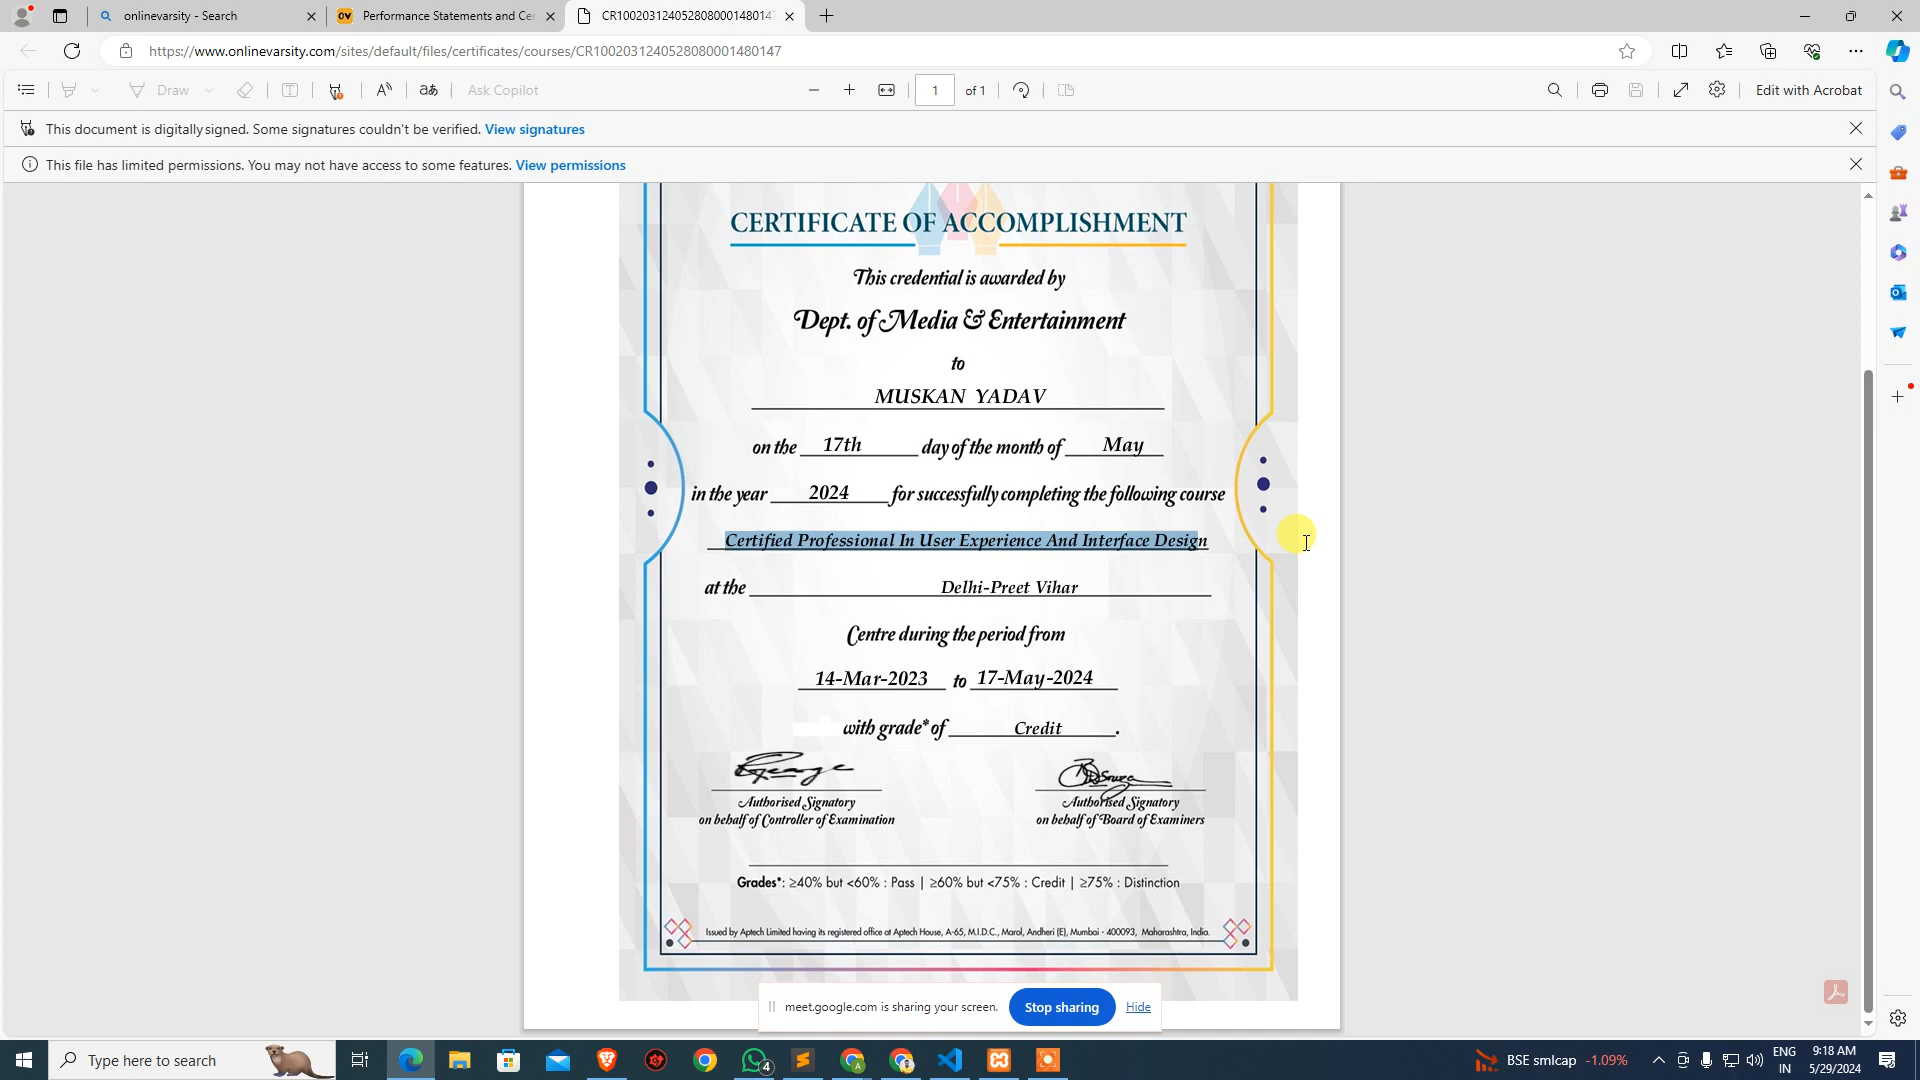 onlinevarsity - Search
Performance Statements and Cer
CR1002031240528080001480147
https://www.onlinevarsity.com/sites/default/files/certificates/courses/CR1002031240528080001480147
Draw
Ask Copilot
1 of 1
Edit with Acrobat
This document is digitally signed. Some signatures couldn't be verified. View signatures
This file has limited permissions. You may not have access to some features. View permissions
CERTIFICATE OF ACCOMPLISHMENT
This credential is awarded by
Dept. of Media & Entertainment
to
MUSKAN YADAV
on the 17th day of the month of May
in the year 2024 for successfully completing the following course
Certified Professional In User Experience And Interface Design
at the Delhi-Preet Vihar
Centre during the period from
14-Mar-2023 to 17-May-2024
with grade* of Credit.
Authorised Signatory
on behalf of Controller of Examination
Authorised Signatory
on behalf of Board of Examiners
Grades*: ≥40% but <60% : Pass | ≥60% but <75% : Credit | ≥75% : Distinction
Issued by Aptech Limited having its registered office at Aptech House, A-65, M.I.D.C., Marol, Andheri (E), Mumbai - 400093, Maharashtra, India.
meet.google.com is sharing your screen. Stop sharing Hide
Type here to search
4
BSE smlcap -1.09%
ENG
IN
9:18 AM
5/29/2024